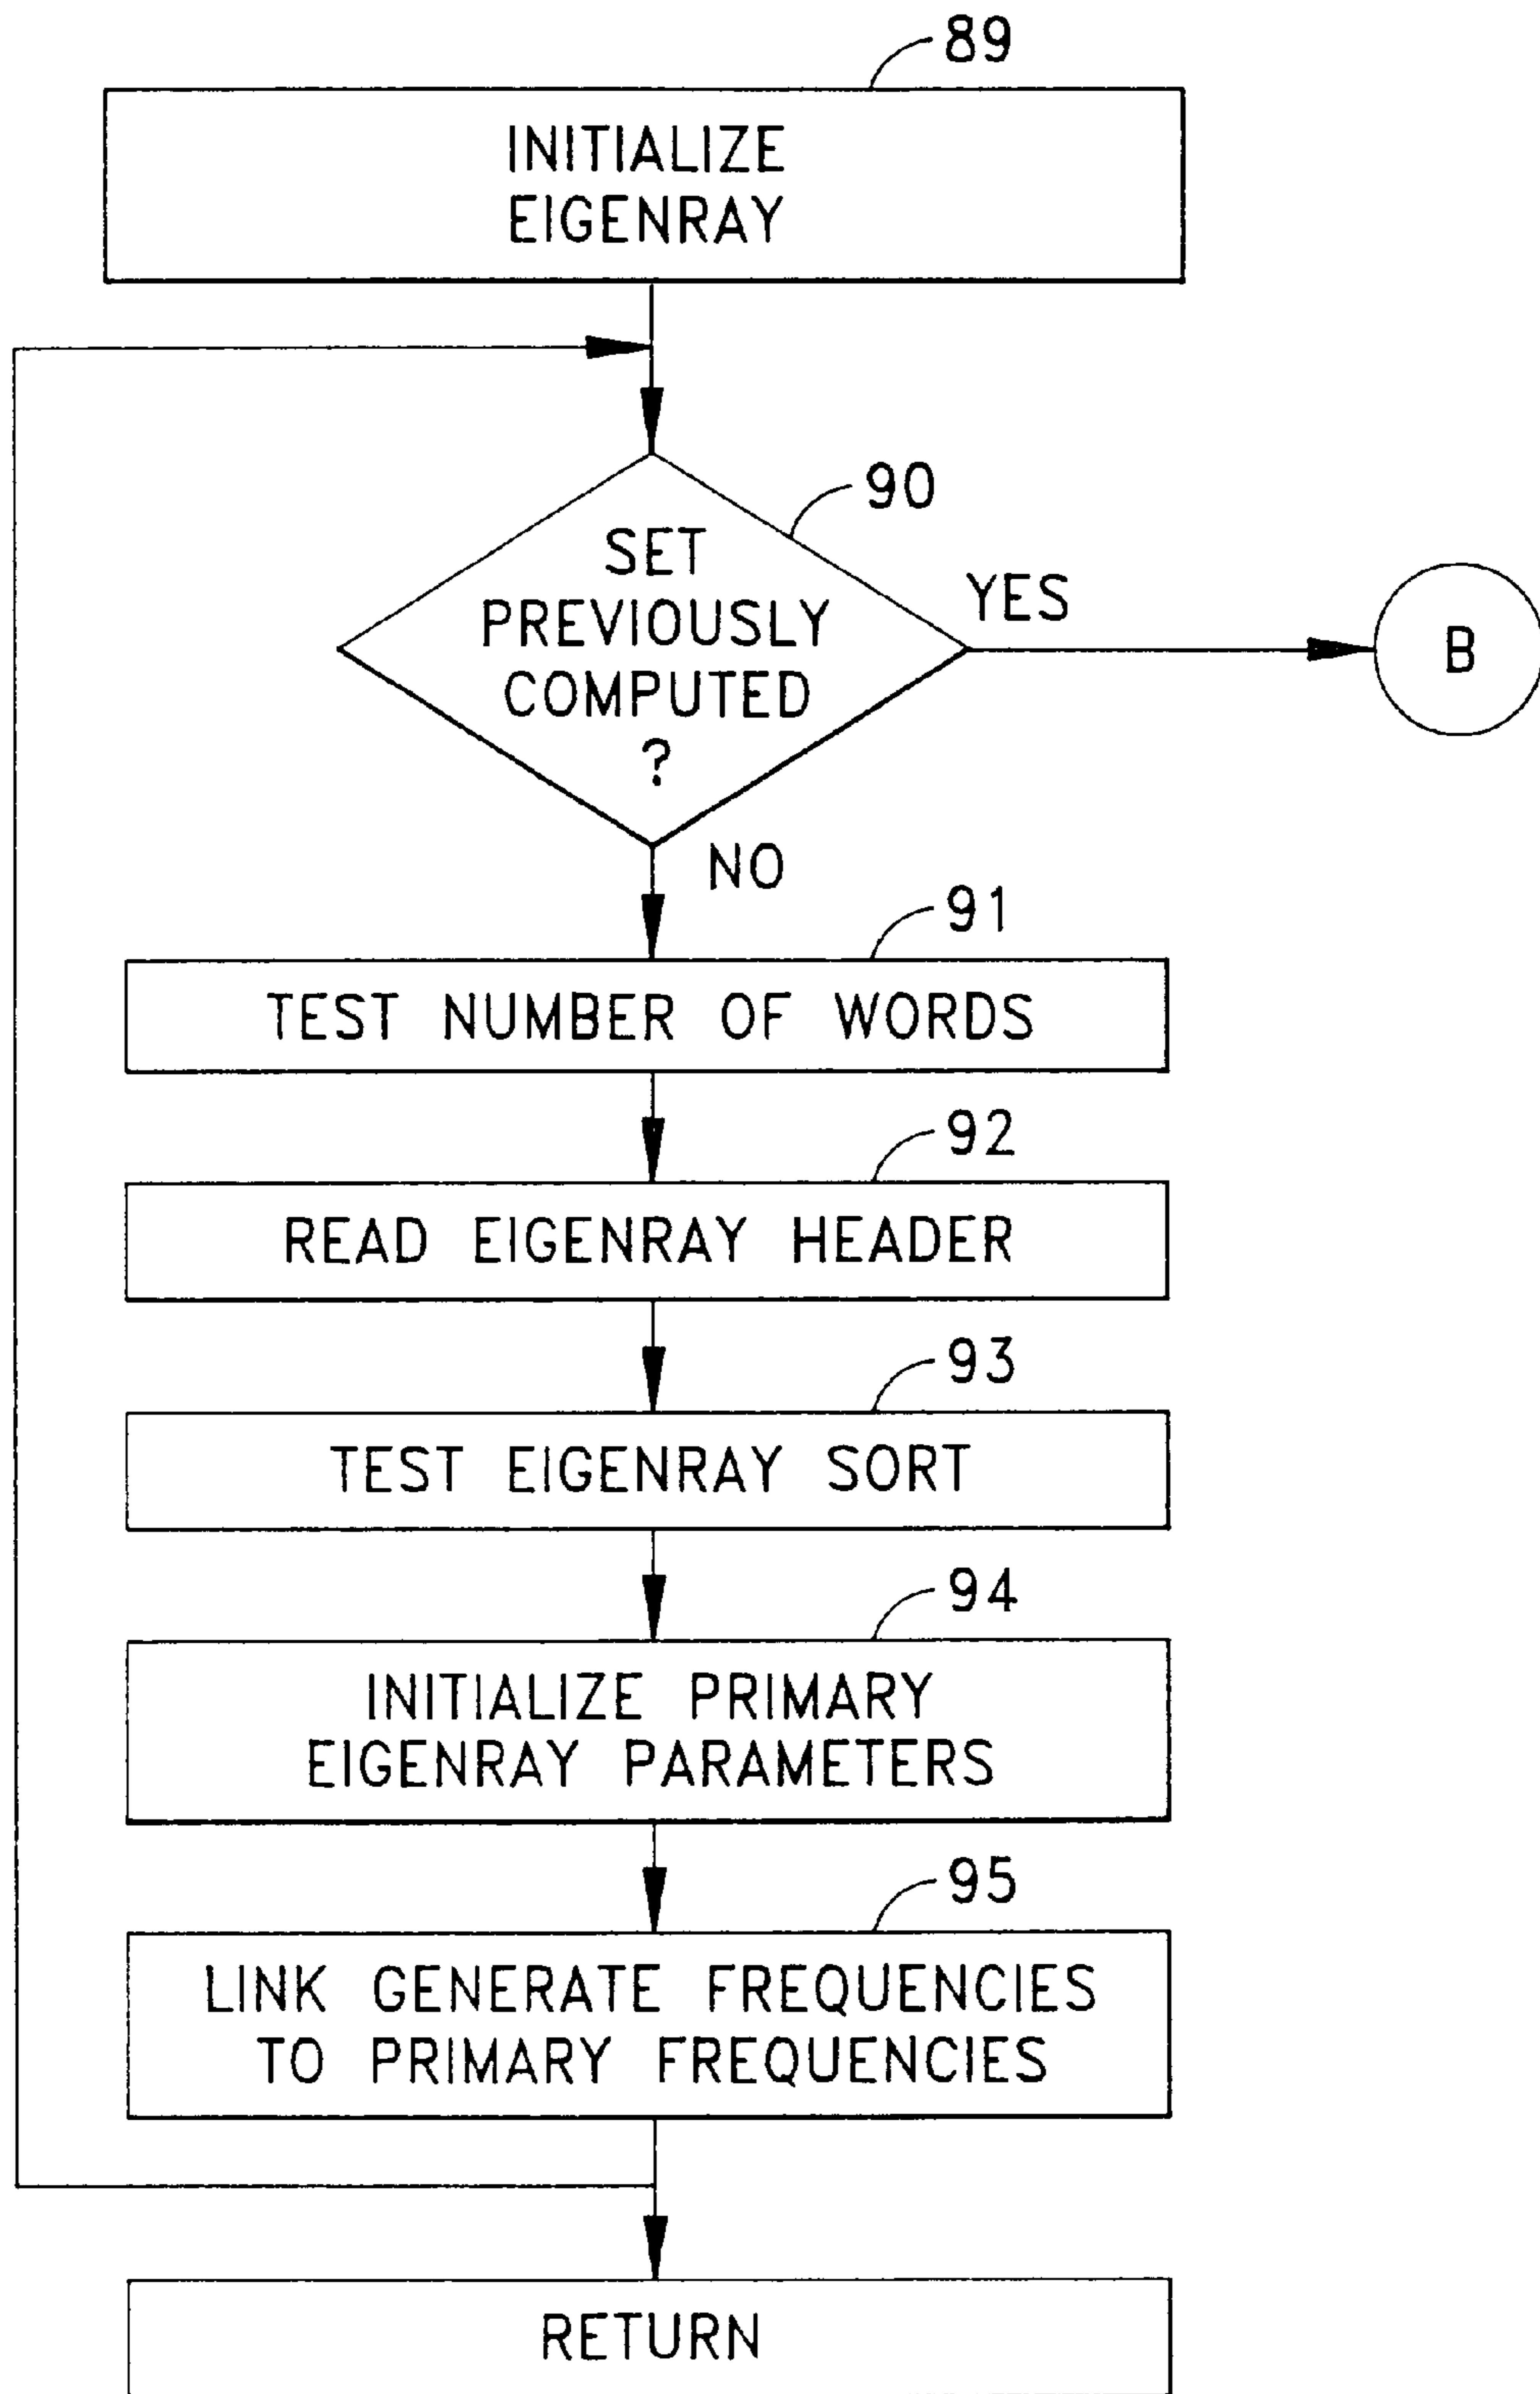 89
INITIALIZE
EIGENRAY
90
SET
PREVIOUSLY
COMPUTED
?
YES
B
NO
91
TEST NUMBER OF WORDS
92
READ EIGENRAY HEADER
93
TEST EIGENRAY SORT
94
INITIALIZE PRIMARY
EIGENRAY PARAMETERS
95
LINK GENERATE FREQUENCIES
TO PRIMARY FREQUENCIES
RETURN